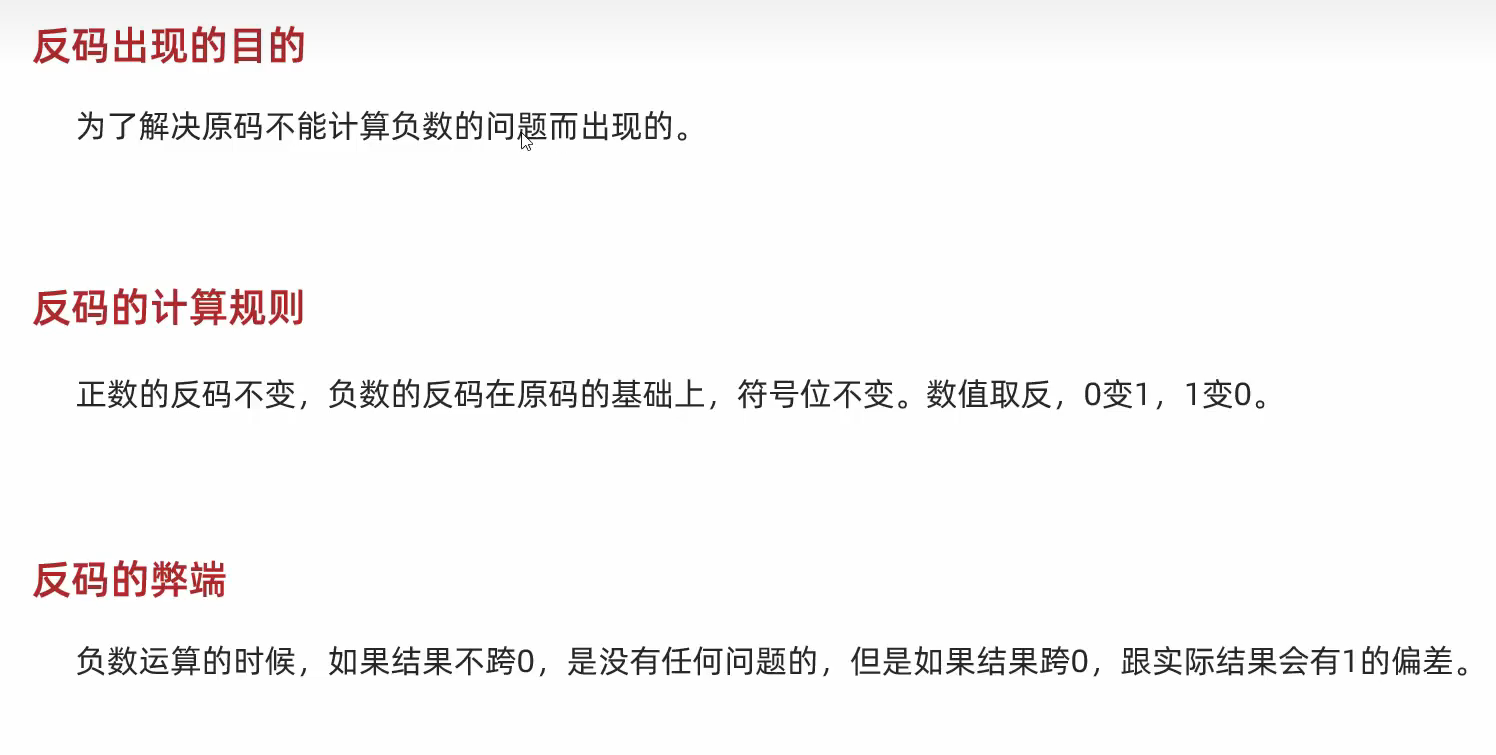 反码出现的目的
为了解决原码不能计算负数的问题而出现的。
反码的计算规则
正数的反码不变，负数的反码在原码的基础上，符号位不变。数值取反，0变1，1变0。
反码的弊端
负数运算的时候，如果结果不跨0，是没有任何问题的，但是如果结果跨0，跟实际结果会有1的偏差。